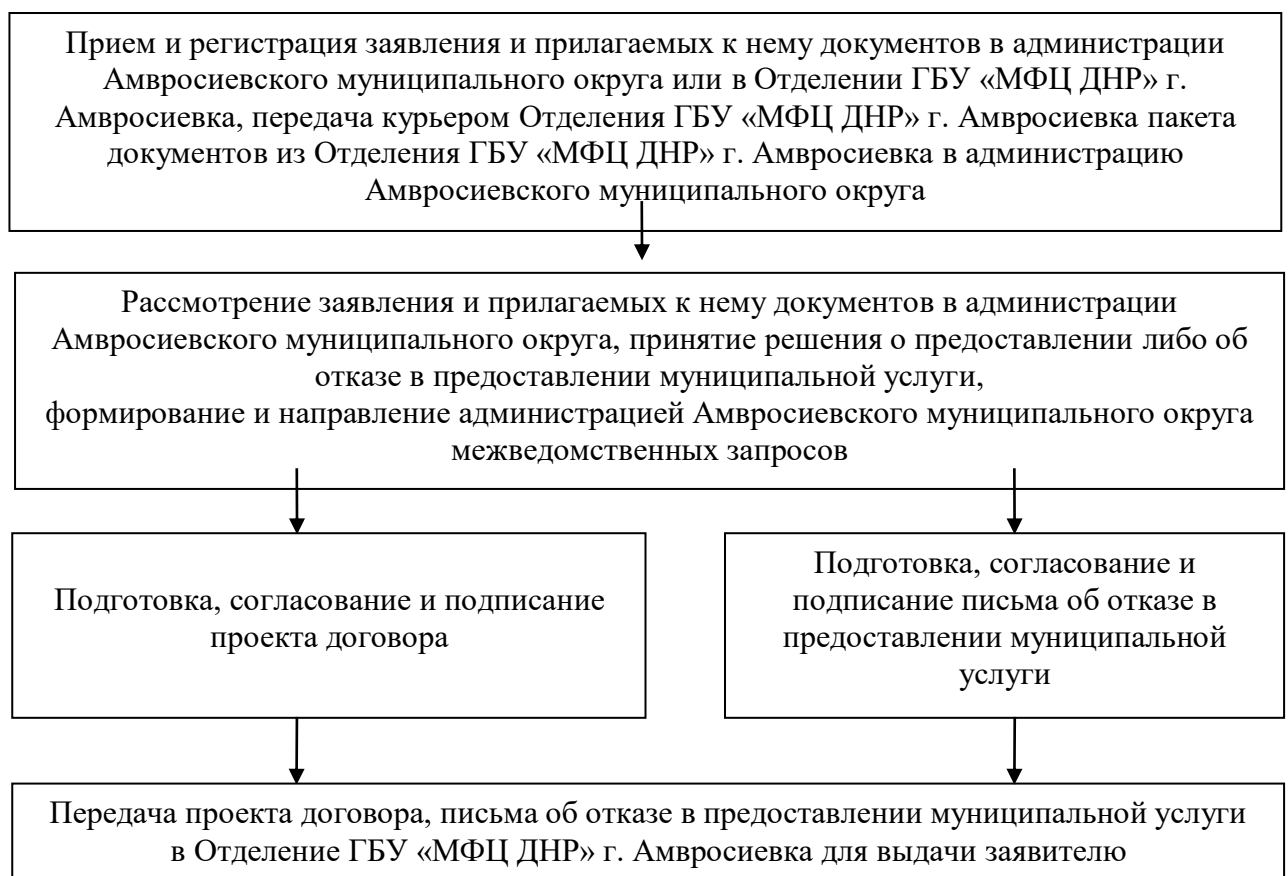 Прием и регистрация заявления и прилагаемых к нему документов в администрации
Амвросиевского муниципального округа или в Отделении ГБУ «МФЦ ДНР» г.
Амвросиевка, передача курьером Отделения ГБУ «МФЦ ДНР» г. Амвросиевка пакета
документов из Отделения ГБУ «МФЦ ДНР» г. Амвросиевка в администрацию
Амвросиевского муниципального округа
Рассмотрение заявления и прилагаемых к нему документов в администрации
Амвросиевского муниципального округа, принятие решения о предоставлении либо об
отказе в предоставлении муниципальной услуги,
формирование и направление администрацией Амвросиевского муниципального округа
межведомственных запросов
Подготовка, согласование и подписание
проекта договора
Подготовка, согласование и
подписание письма об отказе в
предоставлении муниципальной
услуги
Передача проекта договора, письма об отказе в предоставлении муниципальной услуги
в Отделение ГБУ «МФЦ ДНР» г. Амвросиевка для выдачи заявителю